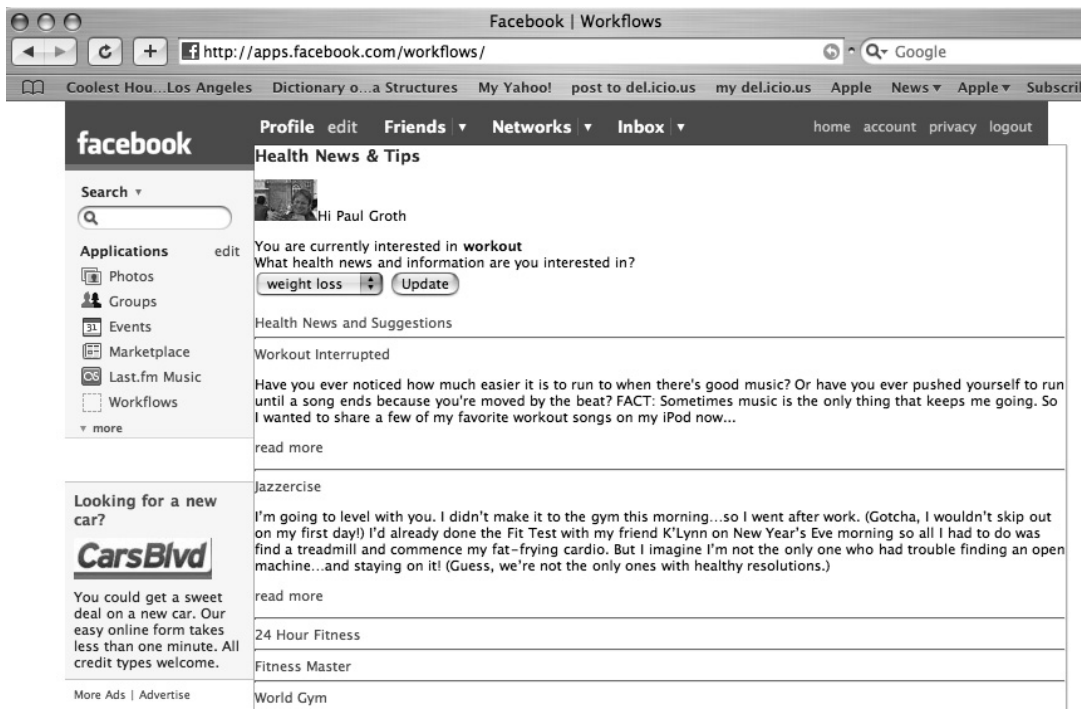 Facebook | Workflows
http://apps.facebook.com/workflows/
Google
Coolest Hou...Los Angeles Dictionary o...a Structures My Yahoo! post to del.icio.us my del.icio.us Apple News ▾ Apple ▾ Subscri
facebook
Profile edit Friends ▾ Networks ▾ Inbox ▾ home account privacy logout
Search ▾
Applications edit
Photos
Groups
31 Events
Marketplace
Last.fm Music
Workflows
▾ more
Looking for a new
car?
CarsBlvd
You could get a sweet
deal on a new car. Our
easy online form takes
less than one minute. All
credit types welcome.
More Ads | Advertise
Health News & Tips
Hi Paul Groth
You are currently interested in workout
What health news and information are you interested in?
weight loss Update
Health News and Suggestions
Workout Interrupted
Have you ever noticed how much easier it is to run to when there's good music? Or have you ever pushed yourself to run
until a song ends because you're moved by the beat? FACT: Sometimes music is the only thing that keeps me going. So
I wanted to share a few of my favorite workout songs on my iPod now...
read more
Jazzercise
I'm going to level with you. I didn't make it to the gym this morning...so I went after work. (Gotcha, I wouldn't skip out
on my first day!) I'd already done the Fit Test with my friend K'Lynn on New Year's Eve morning so all I had to do was
find a treadmill and commence my fat-frying cardio. But I imagine I'm not the only one who had trouble finding an open
machine...and staying on it! (Guess, we're not the only ones with healthy resolutions.)
read more
24 Hour Fitness
Fitness Master
World Gym